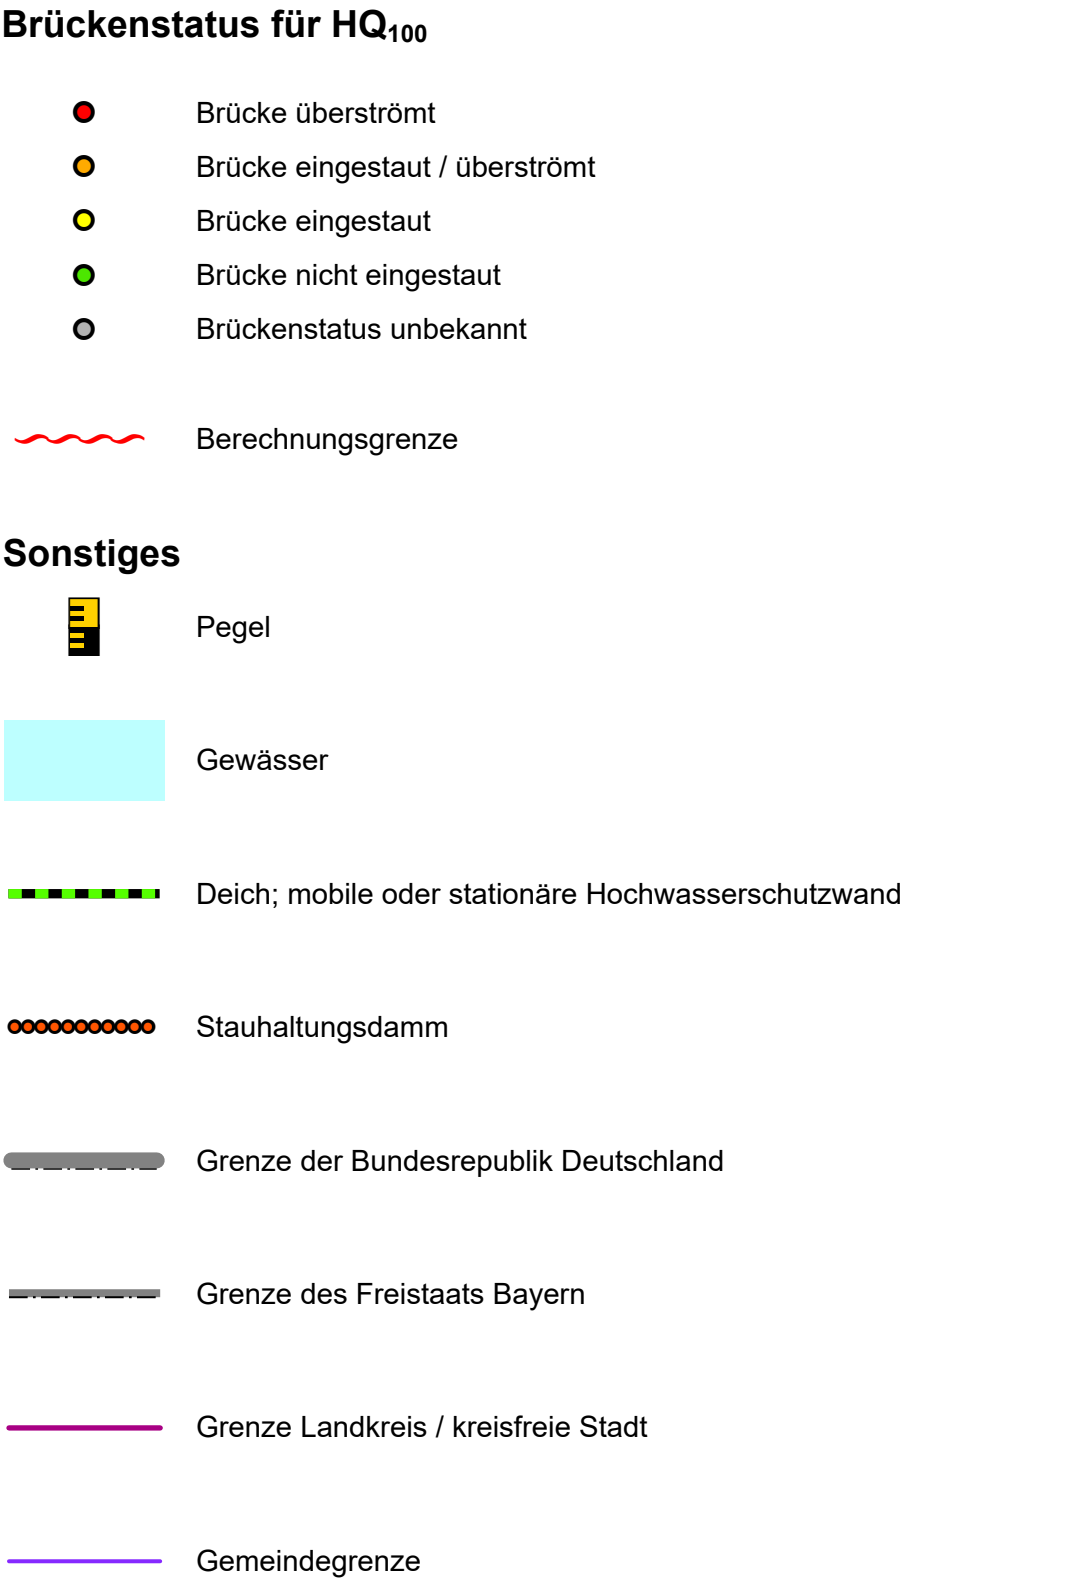 Brückenstatus für HQ100
Brücke überströmt
Brücke eingestaut / überströmt
Brücke eingestaut
Brücke nicht eingestaut
Brückenstatus unbekannt
Berechnungsgrenze
Sonstiges
Pegel
Gewässer
Deich; mobile oder stationäre Hochwasserschutzwand
Stauhaltungsdamm
Grenze der Bundesrepublik Deutschland
Grenze des Freistaats Bayern
Grenze Landkreis / kreisfreie Stadt
Gemeindegrenze